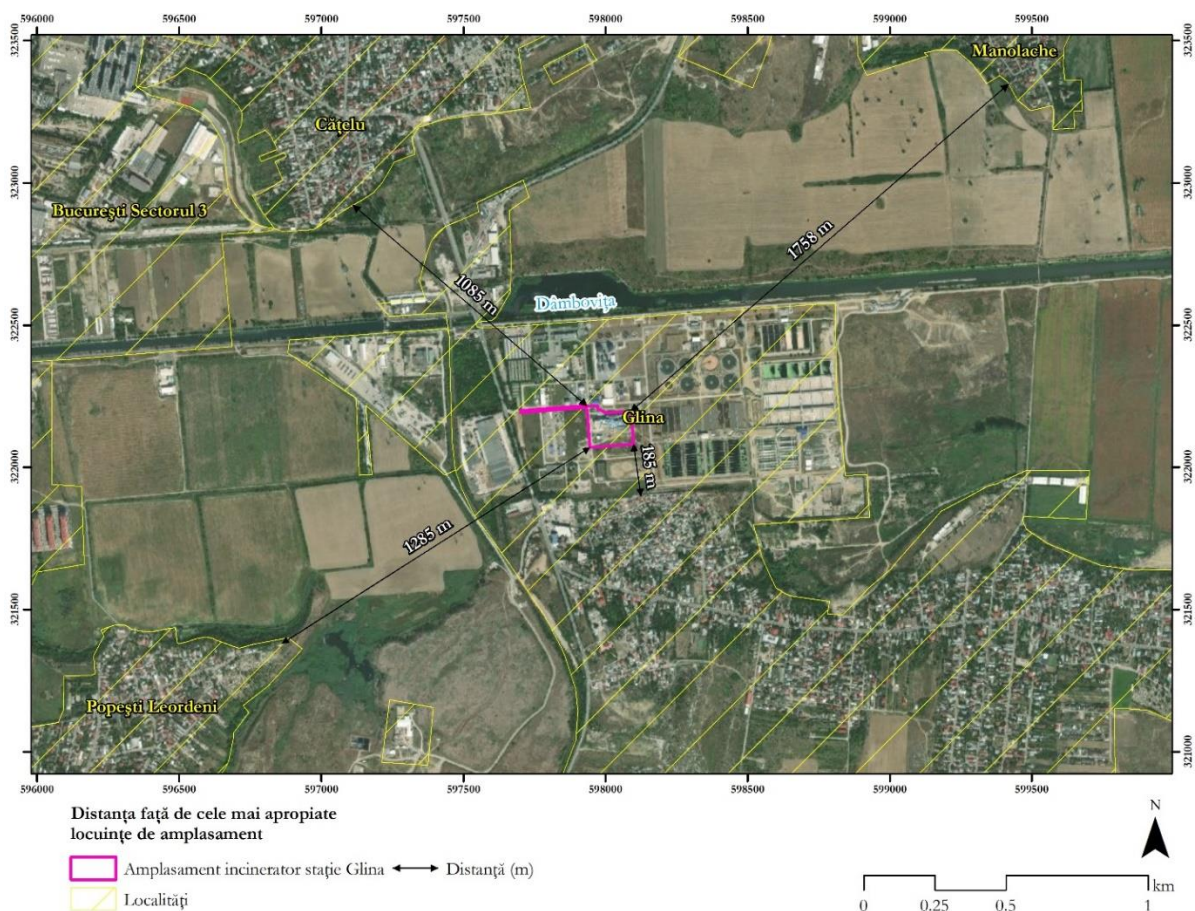 596000 596500 597000 597500 598000 598500 599000 599500
323500
323500
Manolache
Cățelu
323000
323000
București Sectorul 3
1758 m
1085 m
Dâmbovița
322500
322500
Glina
185 m
322000
322000
1285 m
321500
321500
Popești Leordeni
321000
321000
596000 596500 597000 597500 598000 598500 599000 599500
Distanța față de cele mai apropiate
locuințe de amplasament
N
Amplasament incinerator stație Glina Distanță (m)
Localități
km
0 0.25 0.5 1